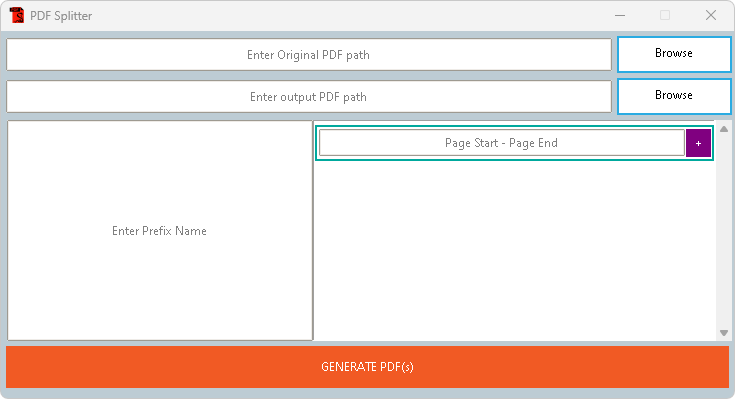 PDF Splitter
Enter Original PDF path
Browse
Enter output PDF path
Browse
Enter Prefix Name
Page Start - Page End
+
GENERATE PDF(s)